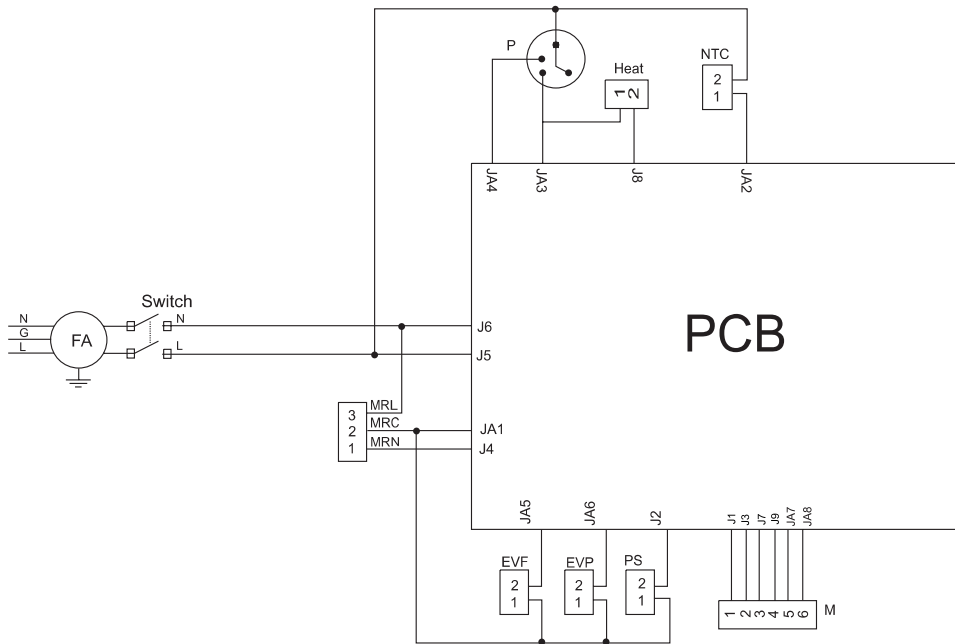 P
Heat
1
2
NTC
2
1
JA4
JA3
J8
JA2
Switch
N
G
L
FA
N
L
J6
J5
PCB
3
2
1
MRL
MRC
MRN
JA1
J4
JA5
JA6
J2
J1
J3
J7
J9
JA7
JA8
EVF
2
1
EVP
2
1
PS
2
1
1 2 3 4 5 6
M